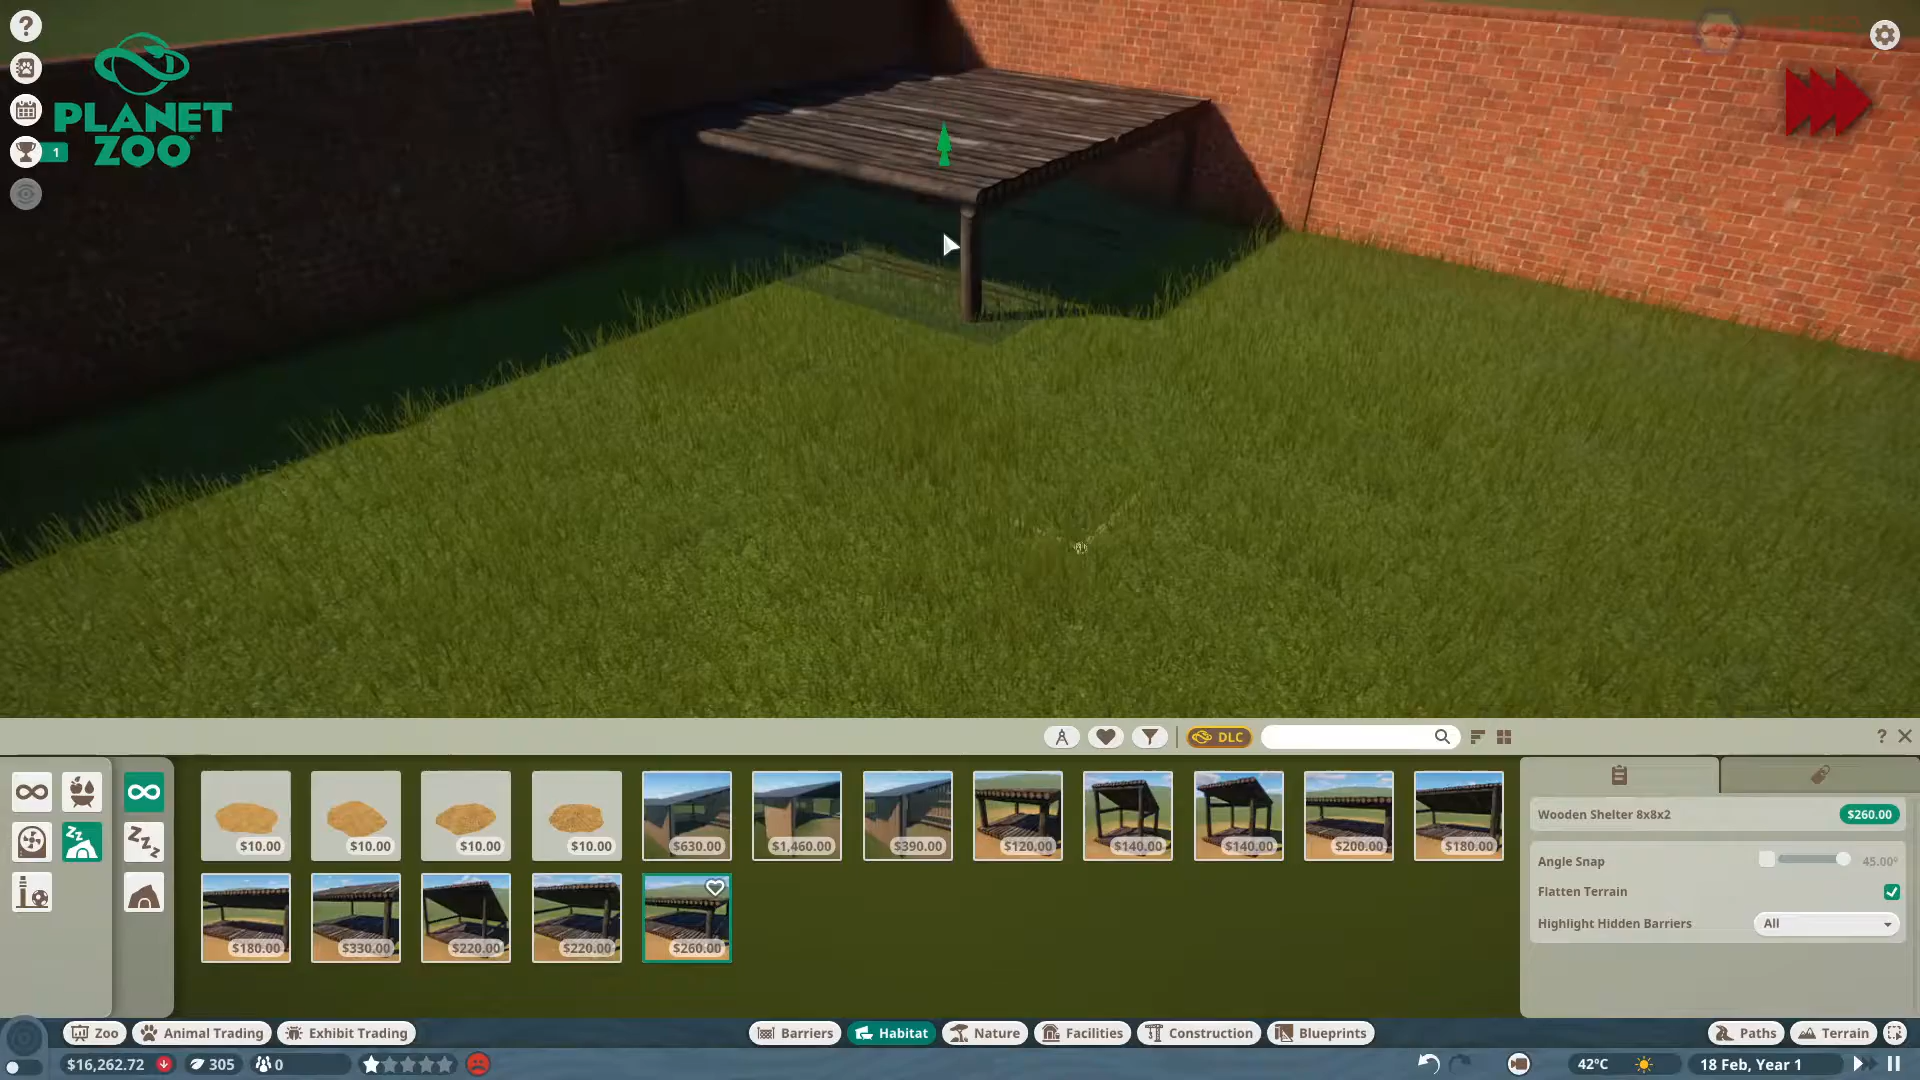 ?
PLANET
ZOO
1
DLC
?
$10.00
$10.00
$10.00
$10.00
$630.00
$1,460.00
$390.00
$120.00
$140.00
$140.00
$200.00
$180.00
$180.00
$330.00
$220.00
$220.00
$260.00
Wooden Shelter 8x8x2
$260.00
Angle Snap
45.00°
Flatten Terrain
Highlight Hidden Barriers
All
Zoo
Animal Trading
Exhibit Trading
Barriers
Habitat
Nature
Facilities
Construction
Blueprints
Paths
Terrain
$16,262.72
305
0
42°C
18 Feb, Year 1